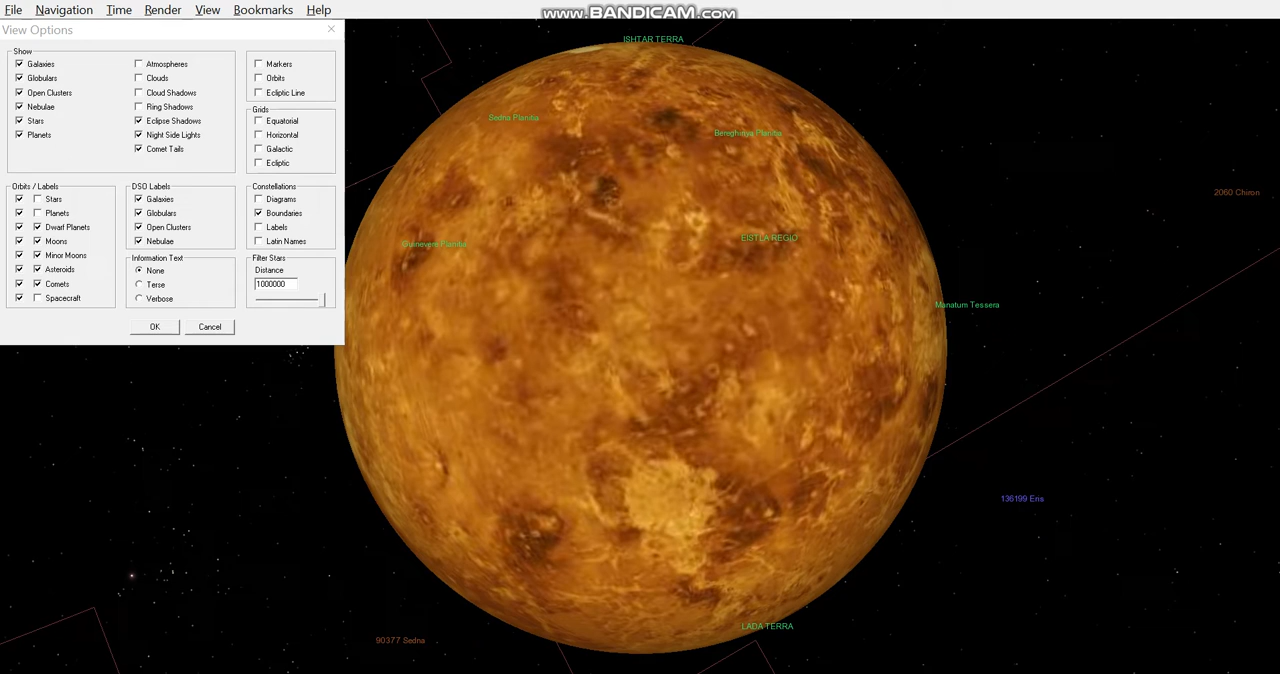 File Navigation Time Render View Bookmarks Help
www.BANDICAM.com
View Options
Show
Galaxies
Globulars
Open Clusters
Nebulae
Stars
Planets
Atmospheres
Clouds
Cloud Shadows
Ring Shadows
Eclipse Shadows
Night Side Lights
Comet Tails
Markers
Orbits
Ecliptic Line
Grids
Equatorial
Horizontal
Galactic
Ecliptic
Orbits / Labels
Stars
Planets
Dwarf Planets
Moons
Minor Moons
Asteroids
Comets
Spacecraft
DSO Labels
Galaxies
Globulars
Open Clusters
Nebulae
Constellations
Diagrams
Boundaries
Labels
Latin Names
Information Text
None
Terse
Verbose
Filter Stars
Distance
1000000
OK
Cancel
ISHTAR TERRA
Sedna Planitia
Bereghinya Planitia
2060 Chiron
Guinevere Planitia
EISTLA REGIO
Manatum Tessera
136199 Eris
LADA TERRA
90377 Sedna